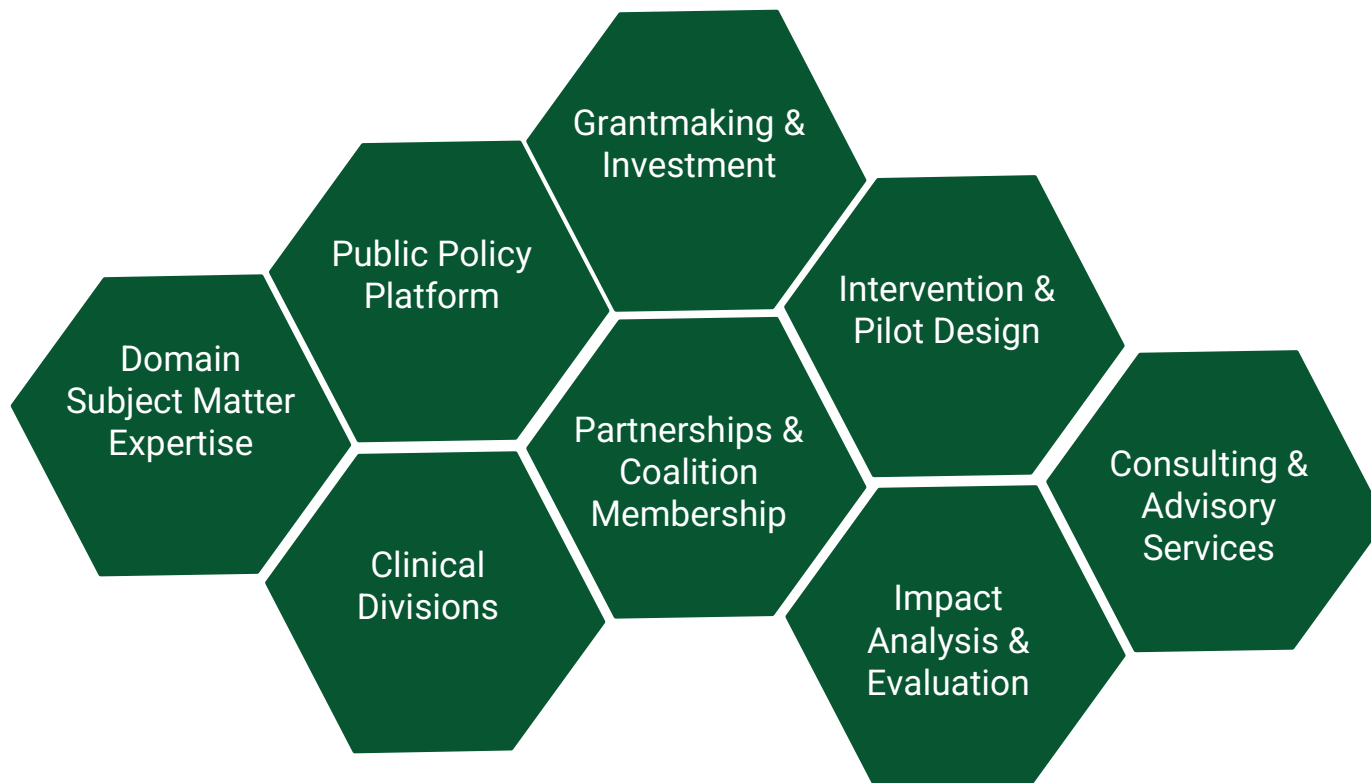 Grantmaking &
Investment
Public Policy
Platform
Intervention &
Pilot Design
Domain
Subject Matter
Expertise
Partnerships &
Coalition
Membership
Consulting &
Advisory
Services
Clinical
Divisions
Impact
Analysis &
Evaluation